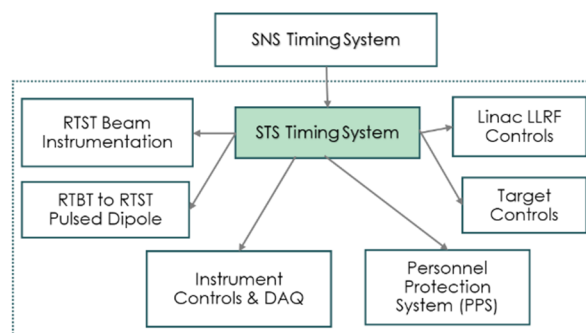 SNS Timing System
RTST Beam
Instrumentation
STS Timing System
Linac LLRF
Controls
RTBT to RTST
Pulsed Dipole
Target
Controls
Instrument
Controls & DAQ
Personnel
Protection
System (PPS)